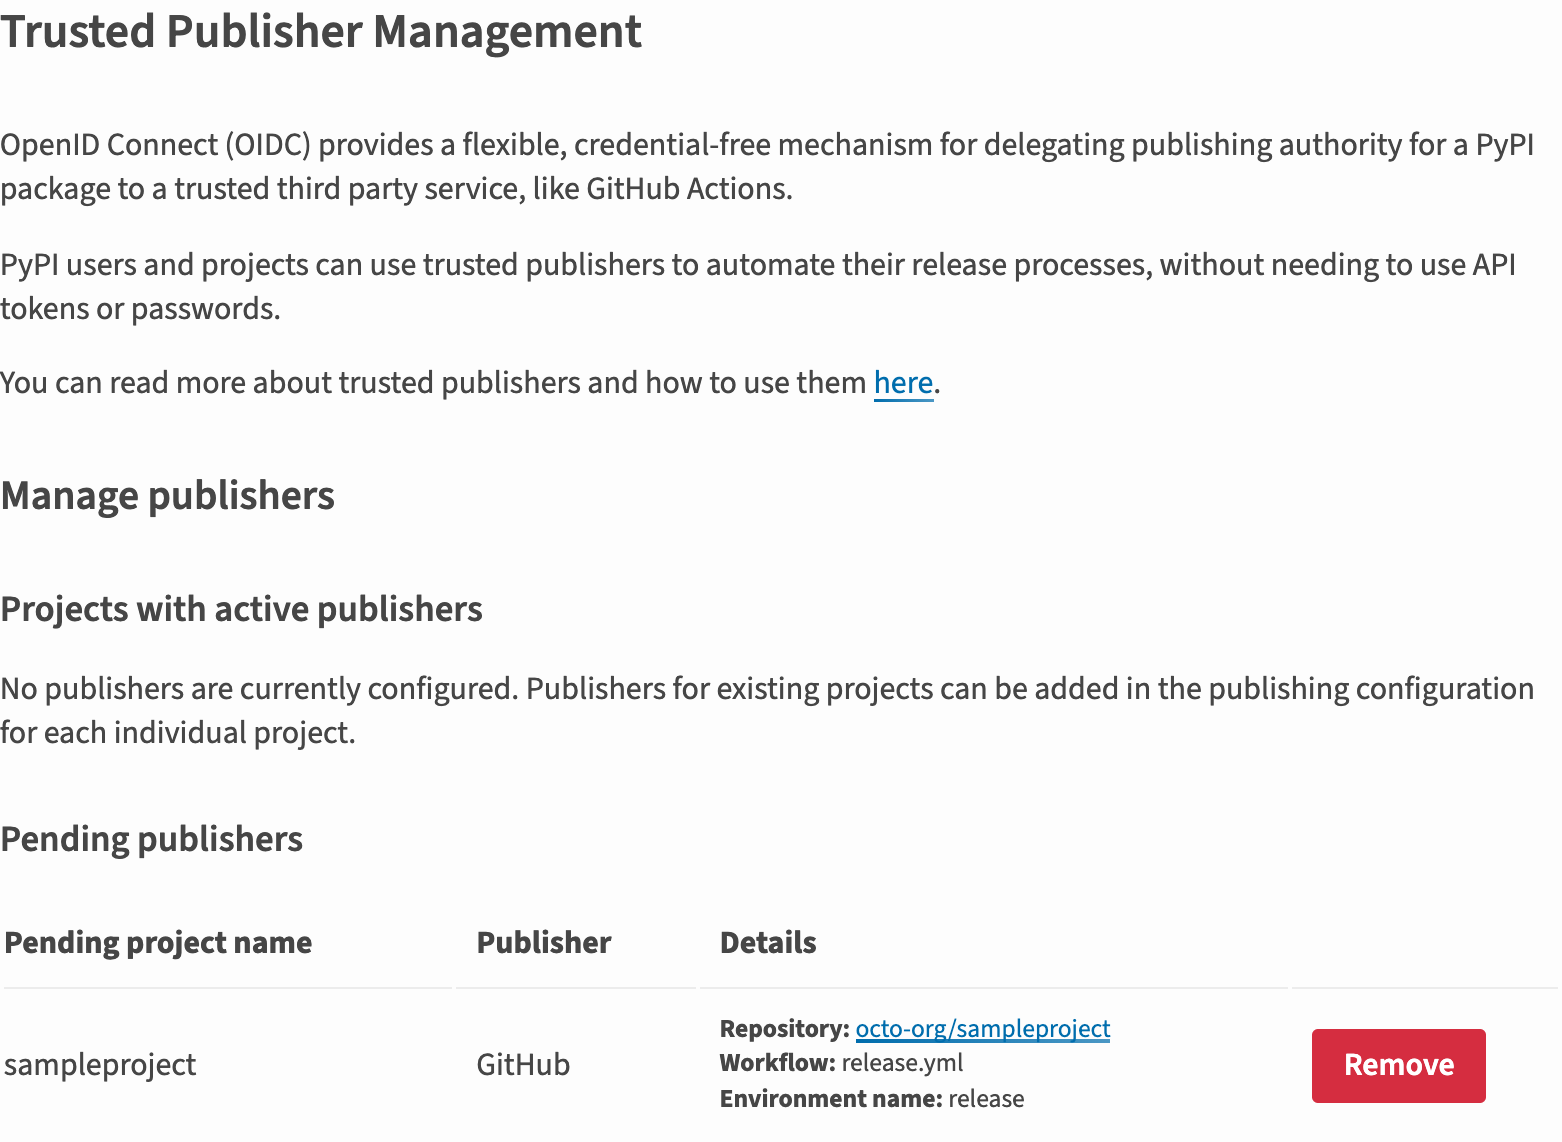 Trusted Publisher Management
OpenID Connect (OIDC) provides a flexible, credential-free mechanism for delegating publishing authority for a PyPI
package to a trusted third party service, like GitHub Actions.
PyPI users and projects can use trusted publishers to automate their release processes, without needing to use API
tokens or passwords.
You can read more about trusted publishers and how to use them here.
Manage publishers
Projects with active publishers
No publishers are currently configured. Publishers for existing projects can be added in the publishing configuration
for each individual project.
Pending publishers
Pending project name Publisher Details
sampleproject GitHub
Repository: octo-org/sampleproject
Workflow: release.yml
Environment name: release
Remove